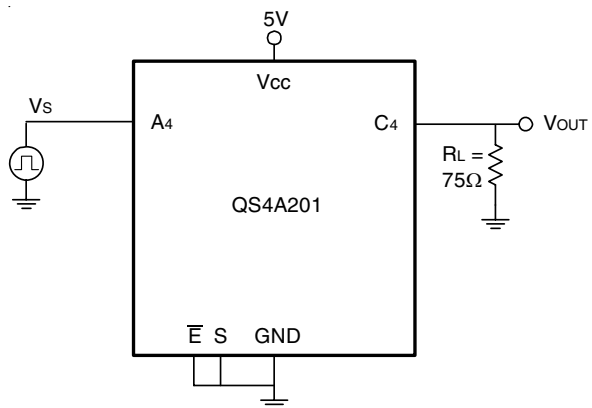 5V
Vcc
VS
A4
C4
VOUT
RL =
75Ω
QS4A201
E̅ S GND